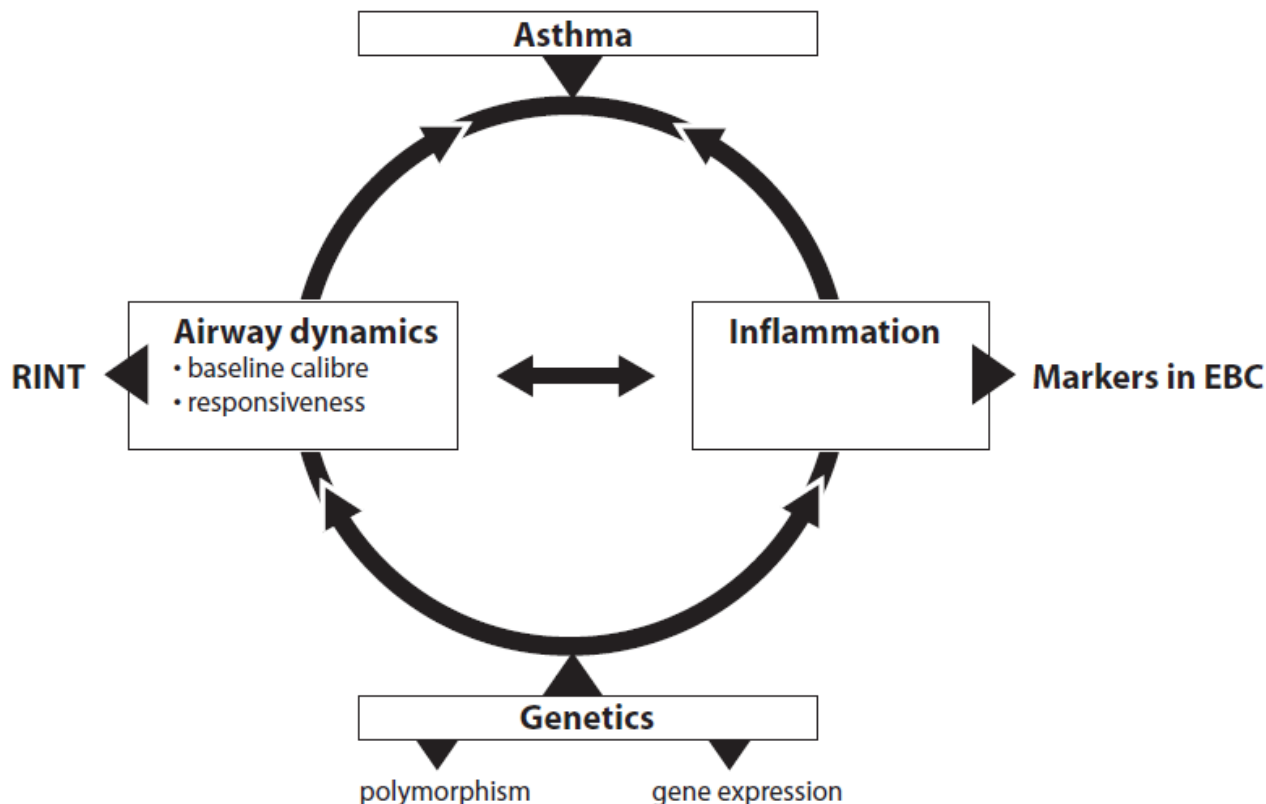 Asthma
Airway dynamics
• baseline calibre
• responsiveness
Inflammation
RINT
Markers in EBC
Genetics
polymorphism
gene expression